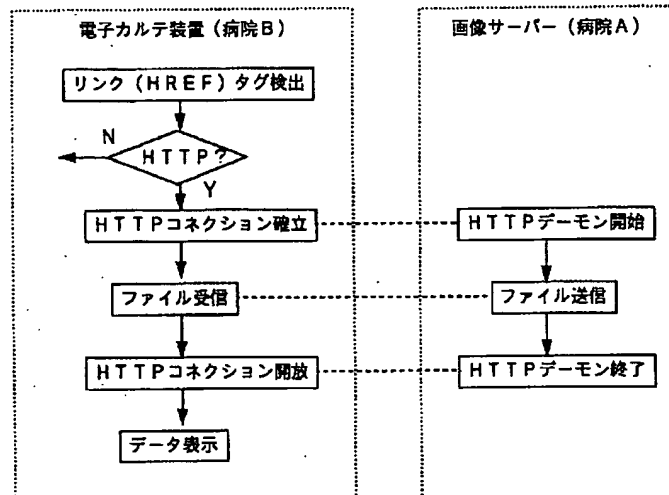 電子カルテ装置（病院B）
リンク（HREF）タグ検出
N
HTTP？
Y
HTTPコネクション確立
ファイル受信
HTTPコネクション開放
データ表示
画像サーバー（病院A）
HTTPデーモン開始
ファイル送信
HTTPデーモン終了